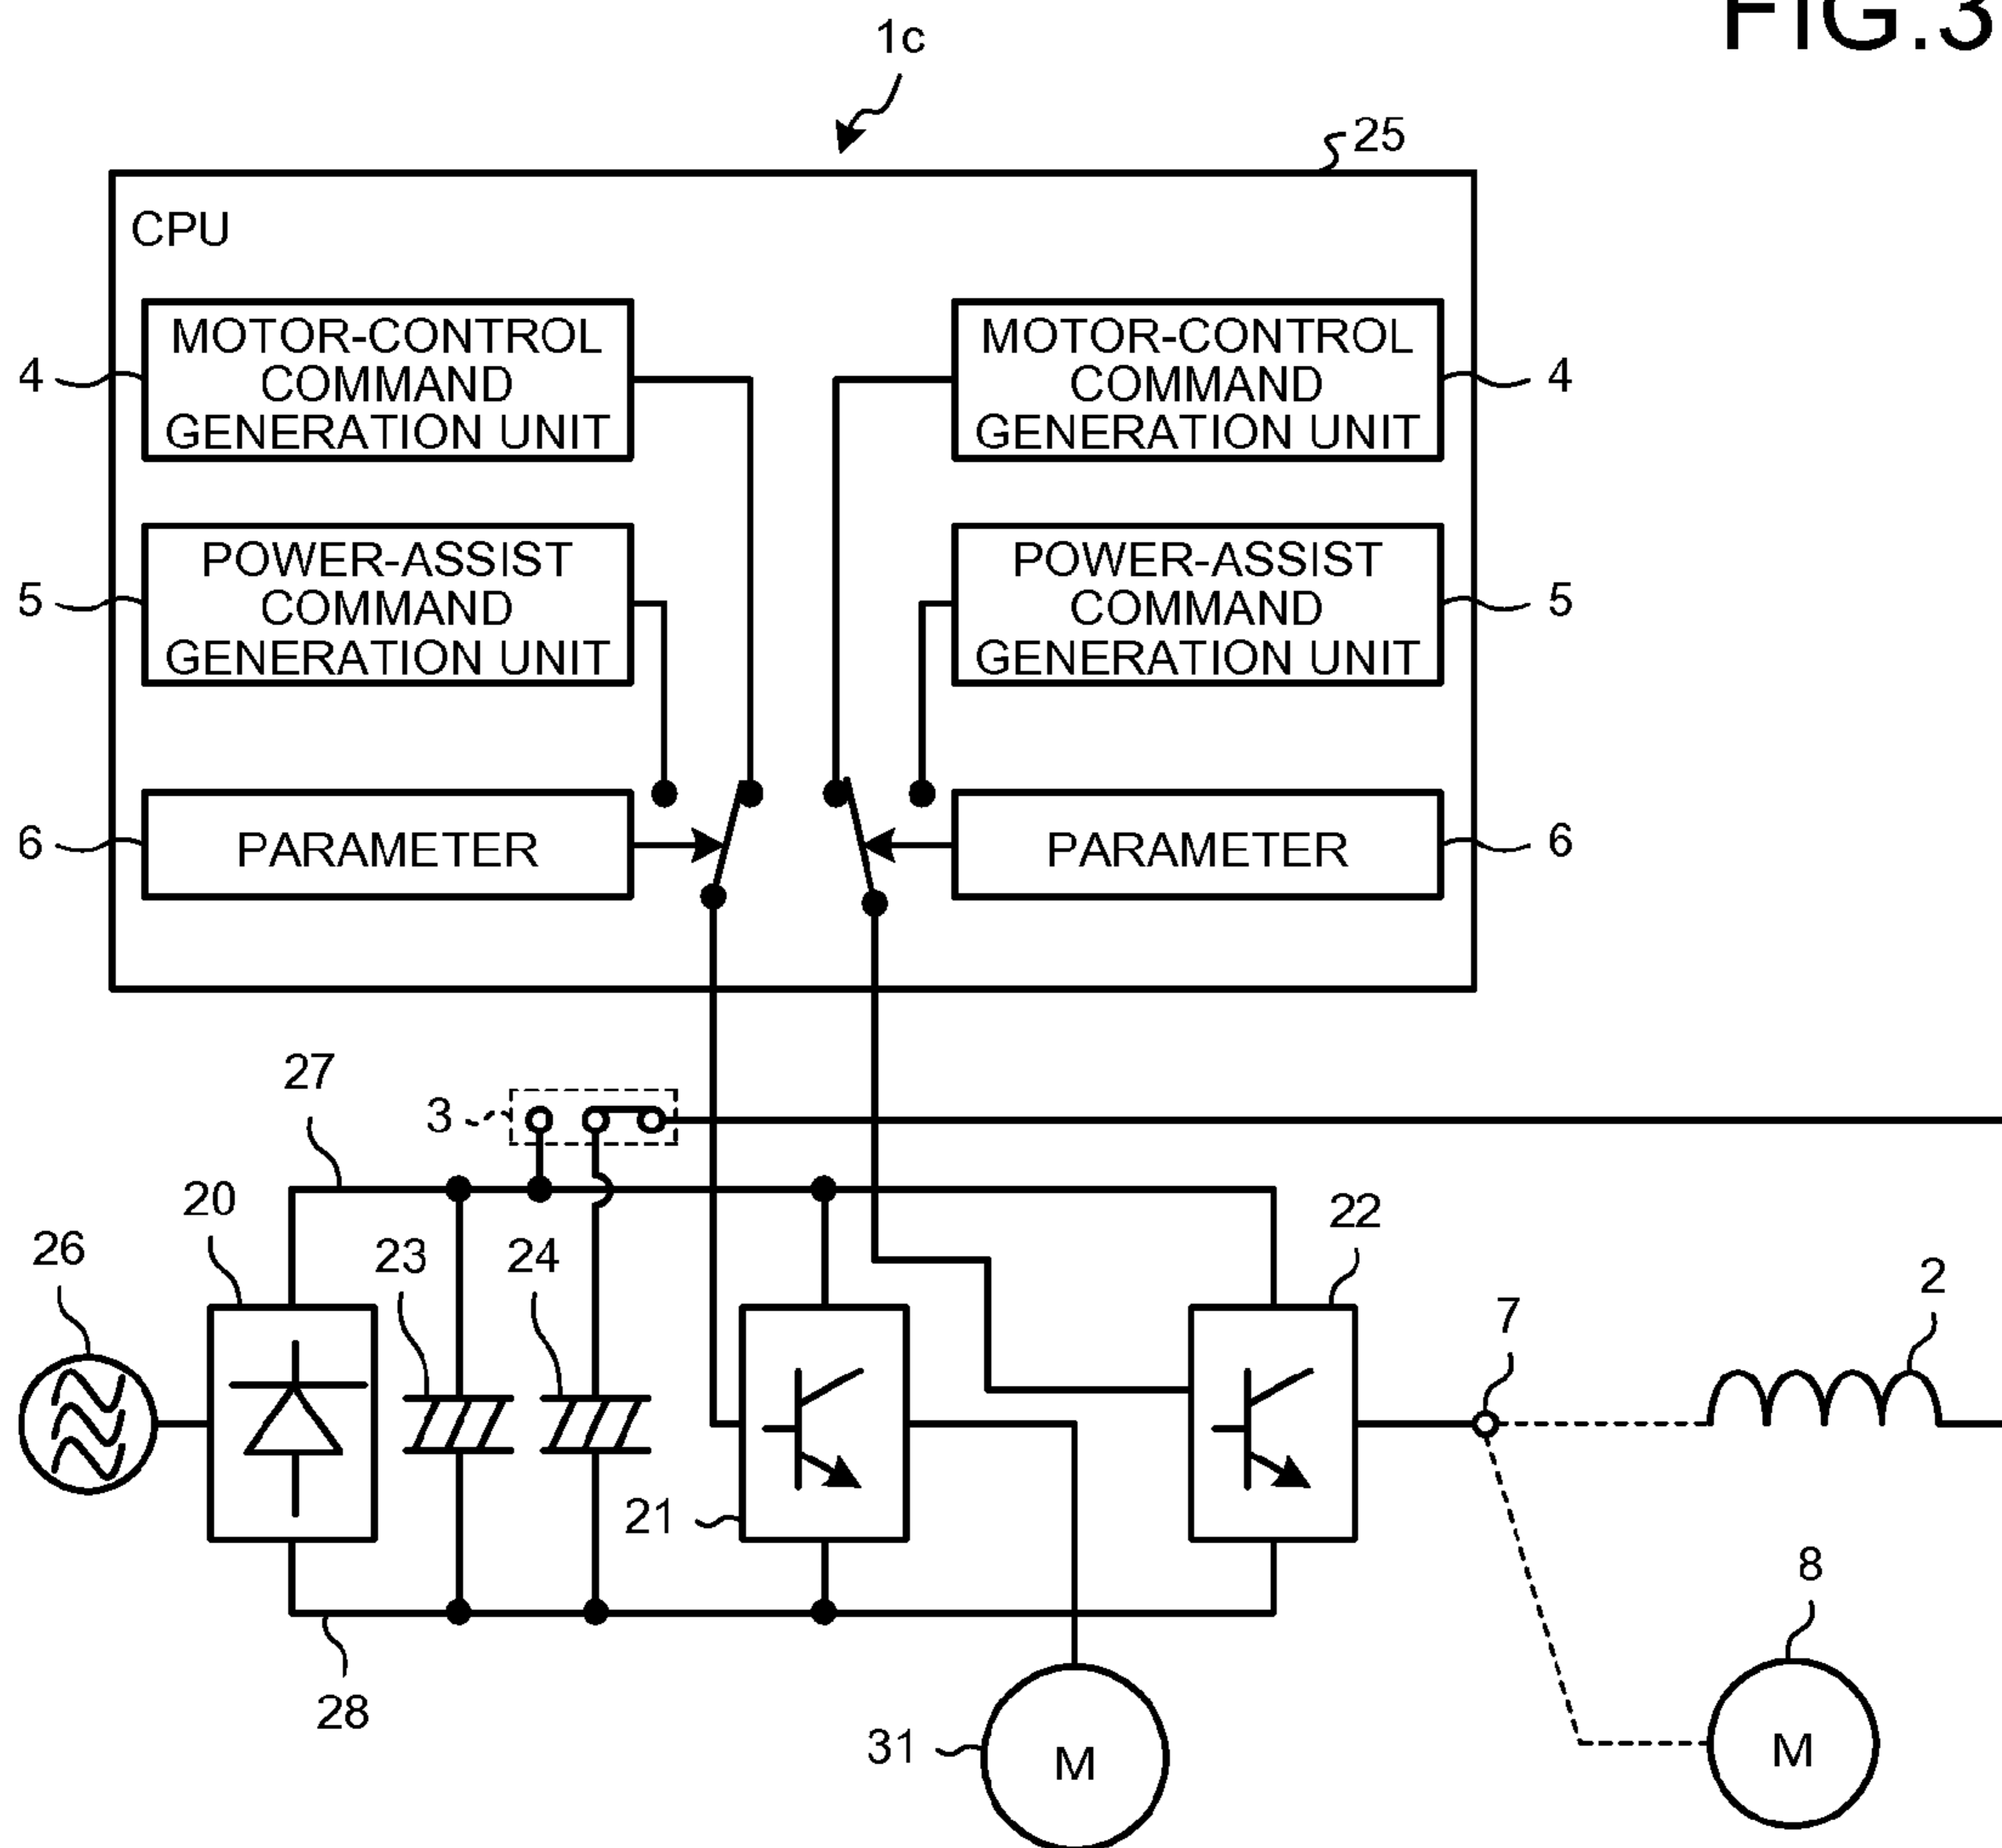 FIG.3
1c
25
CPU
MOTOR-CONTROL
COMMAND
GENERATION UNIT
MOTOR-CONTROL
COMMAND
GENERATION UNIT
4
4
POWER-ASSIST
COMMAND
GENERATION UNIT
POWER-ASSIST
COMMAND
GENERATION UNIT
5
5
PARAMETER
PARAMETER
6
6
27
3
20
22
26
23
24
2
7
21
8
28
31
M
M